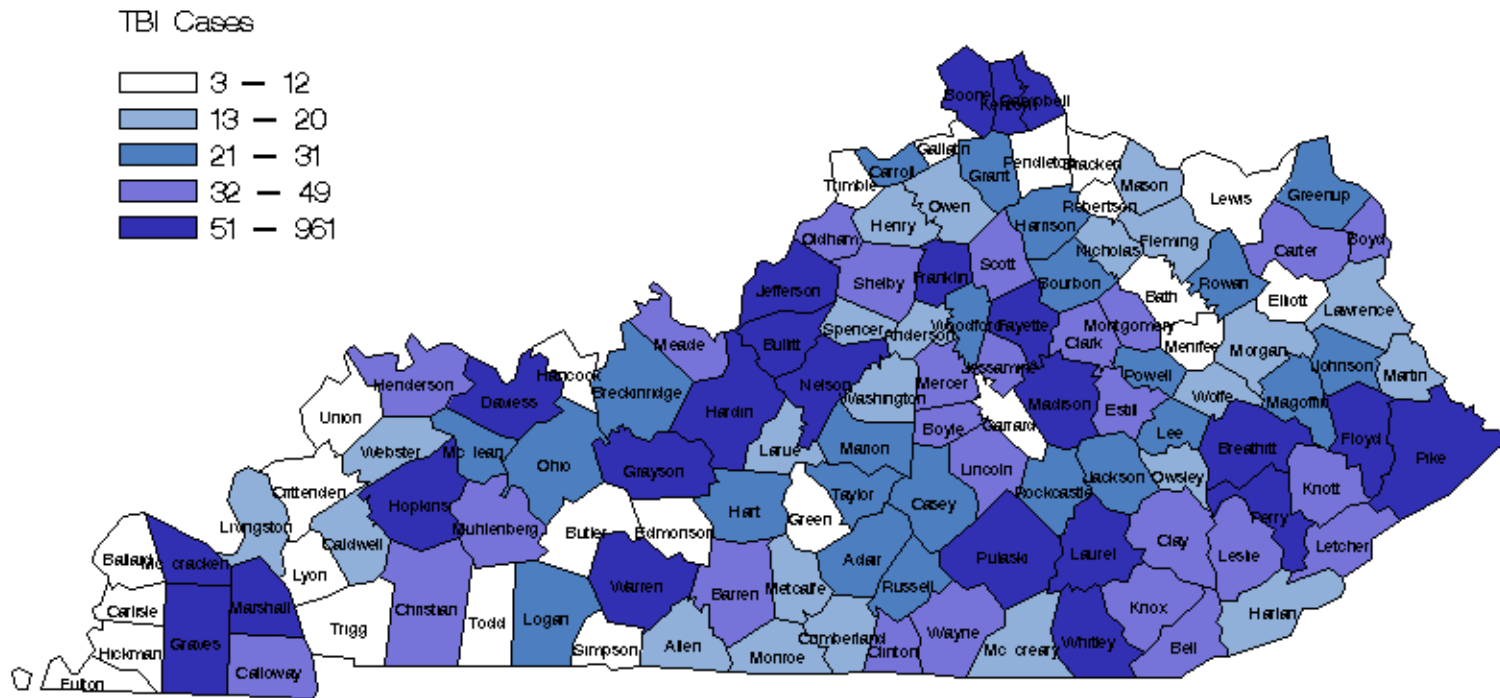 TBI Cases
3 – 12
13 – 20
21 – 31
32 – 49
51 – 961
Boone
Kenton
Campbell
Gallatin
Pendleton
Bracken
Carroll
Grant
Trimble
Mason
Lewis
Greenup
Owen
Robertson
Henry
Harrison
Oldham
Fleming
Nicholas
Boyd
Carter
Scott
Franklin
Shelby
Bourbon
Rowan
Jefferson
Bath
Elliott
Lawrence
Spencer
Anderson
Woodford
Fayette
Montgomery
Bullitt
Meade
Clark
Menifee
Morgan
Hancock
Jessamine
Johnson
Martin
Henderson
Nelson
Mercer
Powell
Breckinridge
Washington
Wolfe
Magoffin
Daviess
Hardin
Madison
Estill
Union
Garrard
Boyle
Lee
Webster
Mc lean
Larue
Marion
Breathitt
Floyd
Pike
Ohio
Grayson
Lincoln
Jackson
Owsley
Crittenden
Knott
Taylor
Rockcastle
Livingston
Hopkins
Hart
Casey
Muhlenberg
Butler
Edmonson
Green
Perry
Caldwell
Clay
Letcher
Ballard
Mc cracken
Adair
Pulaski
Laurel
Leslie
Lyon
Warren
Barren
Metcalfe
Russell
Carlisle
Marshall
Christian
Knox
Harlan
Trigg
Todd
Logan
Cumberland
Wayne
Graves
Whitley
Hickman
Simpson
Allen
Monroe
Clinton
Mc creary
Bell
Calloway
Fulton